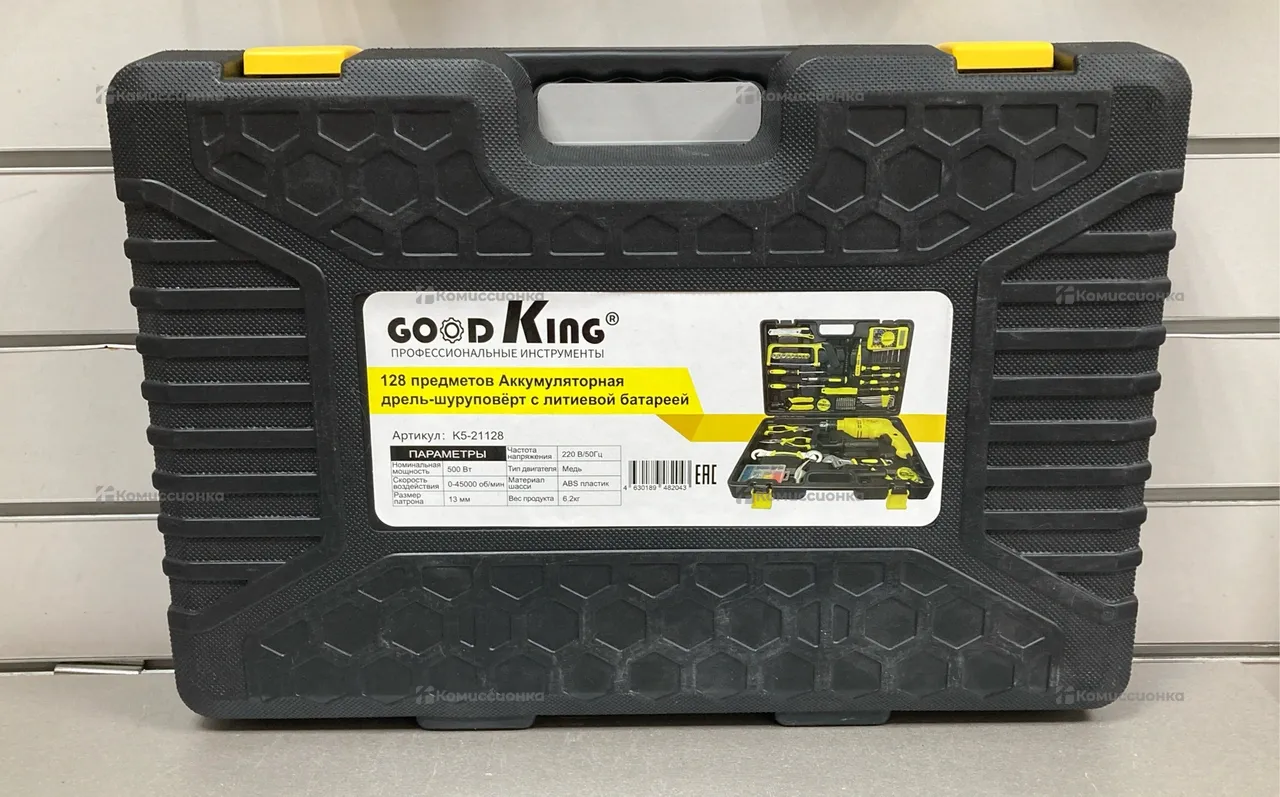 Комиссионка
Комиссионка
Комиссионка
Комиссионка
GOOD KING®
ПРОФЕССИОНАЛЬНЫЕ ИНСТРУМЕНТЫ
128 предметов Аккумуляторная
дрель-шуруповёрт с литиевой батареей
Артикул: K5-21128
ПАРАМЕТРЫ Частота напряжения 220 В/50Гц
Номинальная мощность 500 Вт Тип двигателя Медь
Скорость воздействия 0-45000 об/мин Материал шасси ABS пластик
Размер патрона 13 мм Вес продукта 6.2кг
4 630189 482043
EAC
Комиссионка
Комиссионка
Комиссионка
Комиссионка